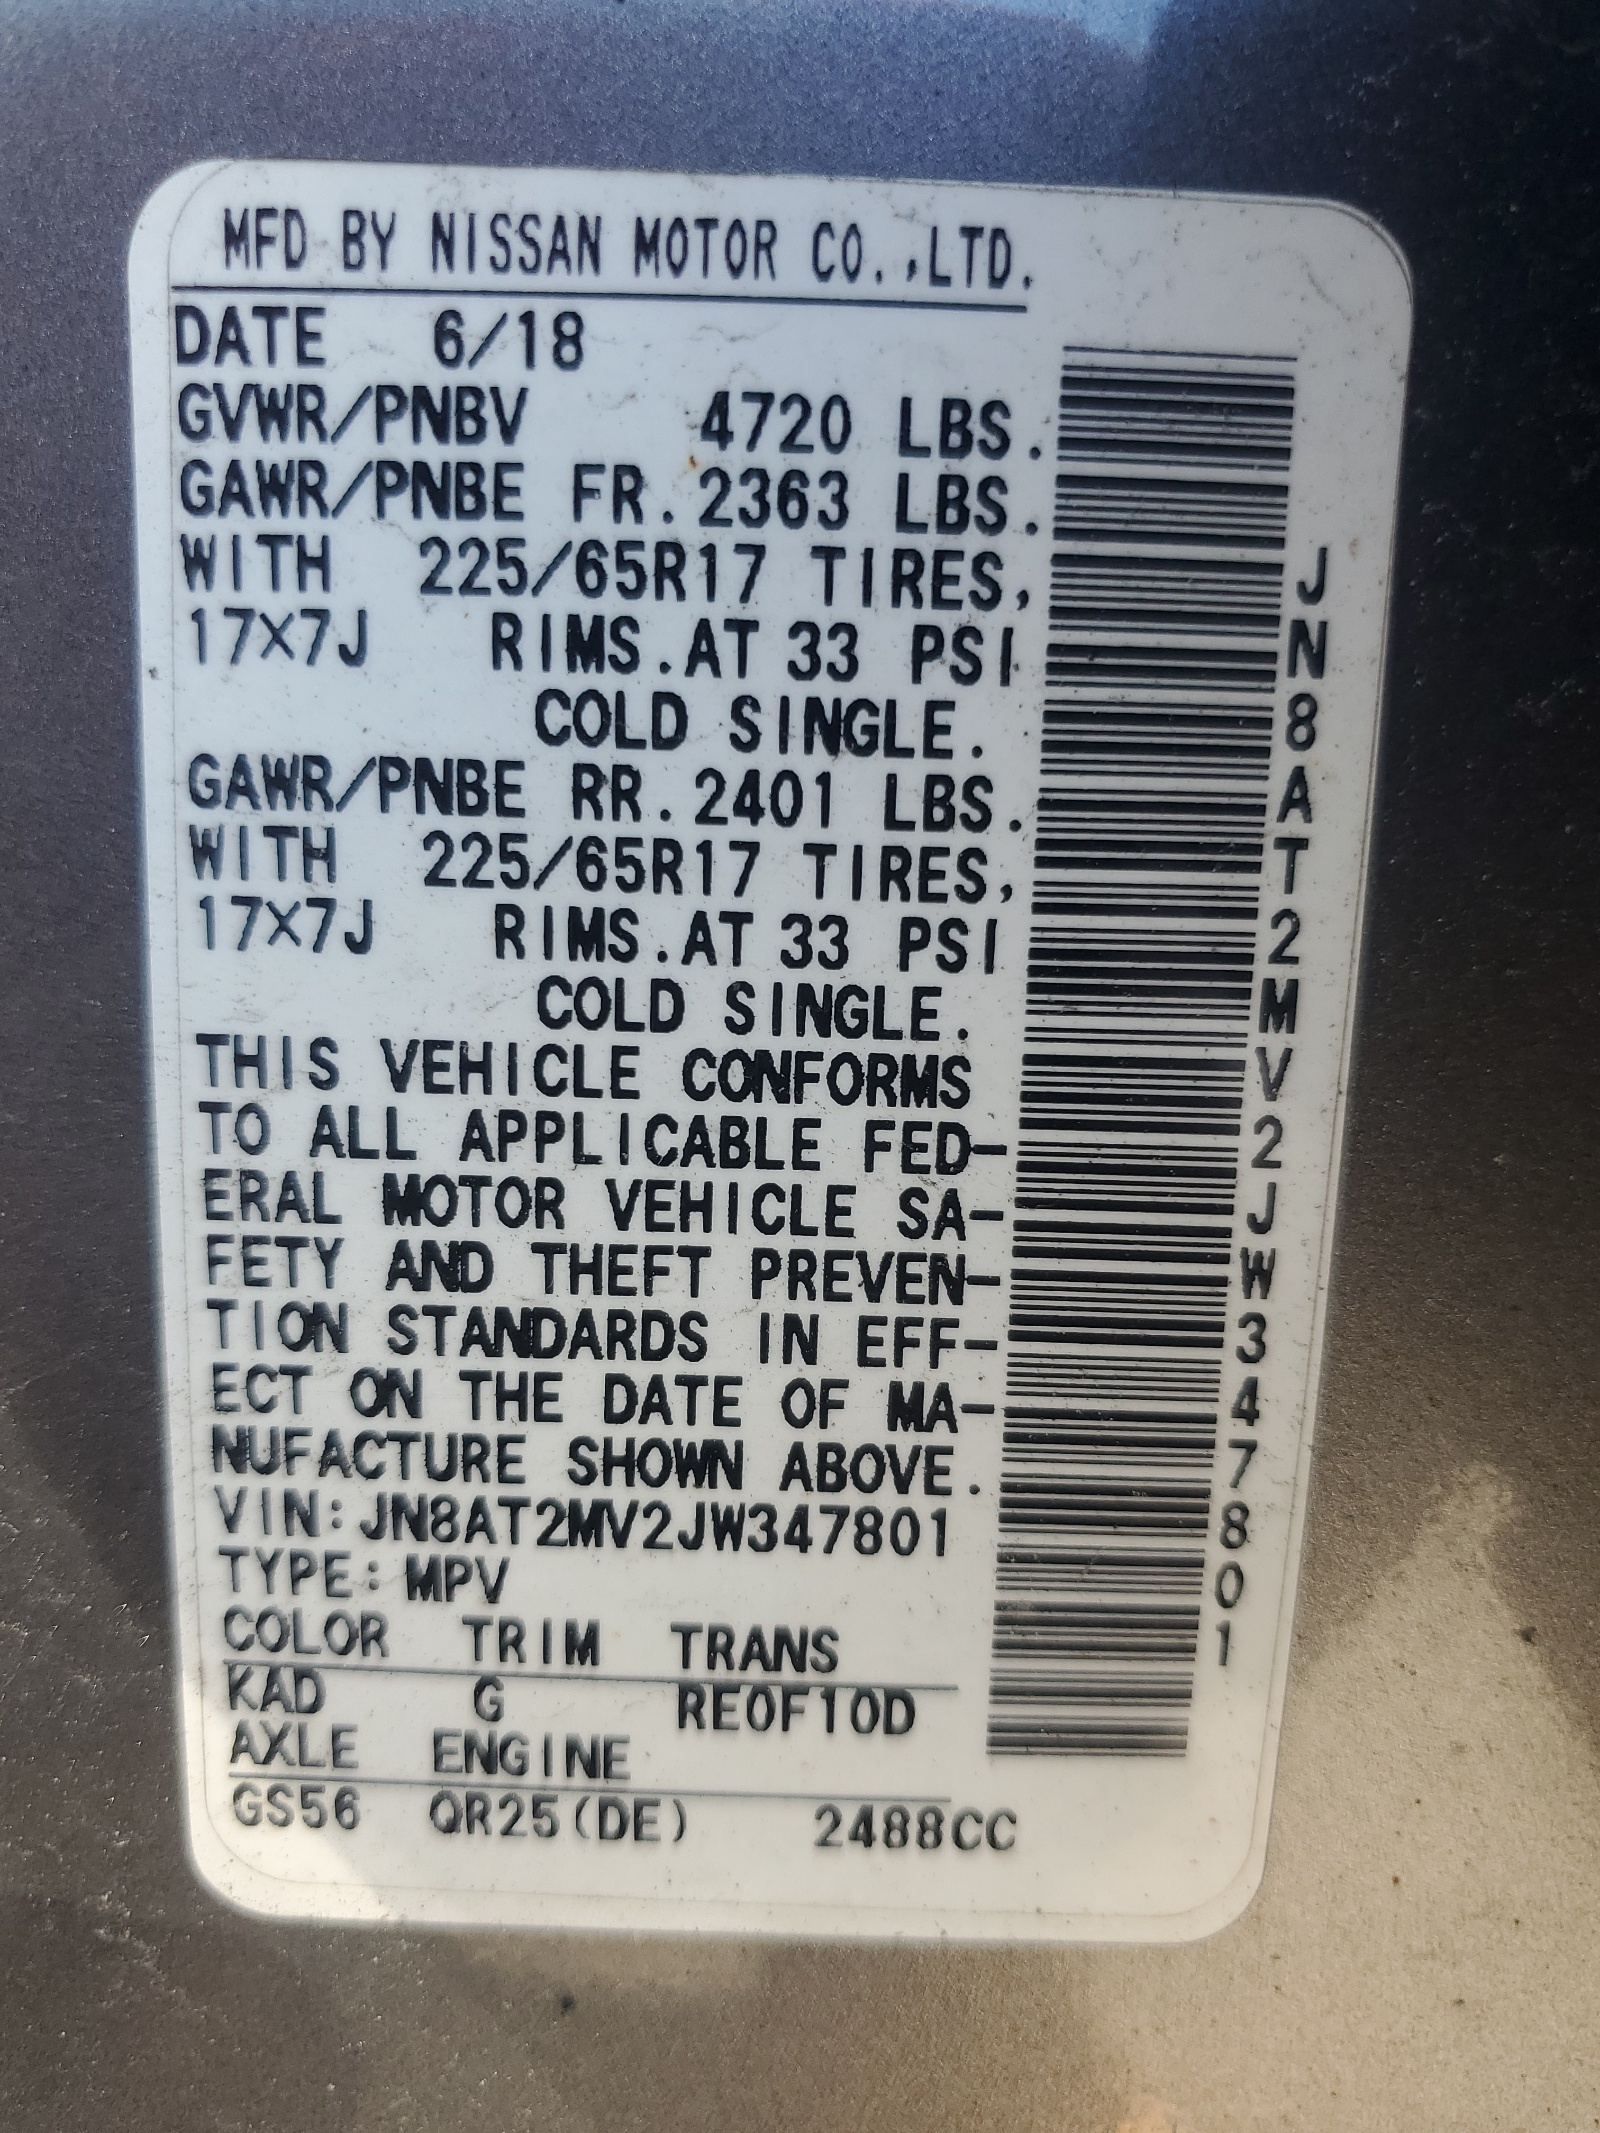 MFD BY NISSAN MOTOR CO.,LTD.
DATE 6/18
GVWR/PNBV 4720 LBS.
GAWR/PNBE FR.2363 LBS.
WITH 225/65R17 TIRES,
17X7J RIMS.AT 33 PSI
COLD SINGLE.
GAWR/PNBE RR.2401 LBS.
WITH 225/65R17 TIRES,
17X7J RIMS.AT 33 PSI
COLD SINGLE.
THIS VEHICLE CONFORMS
TO ALL APPLICABLE FED-
ERAL MOTOR VEHICLE SA-
FETY AND THEFT PREVEN-
TION STANDARDS IN EFF-
ECT ON THE DATE OF MA-
NUFACTURE SHOWN ABOVE.
VIN:JN8AT2MV2JW347801
TYPE:MPV
COLOR TRIM TRANS
KAD G RE0F10D
AXLE ENGINE
GS56 QR25(DE) 2488CC
JN8AT2MV2JW347801